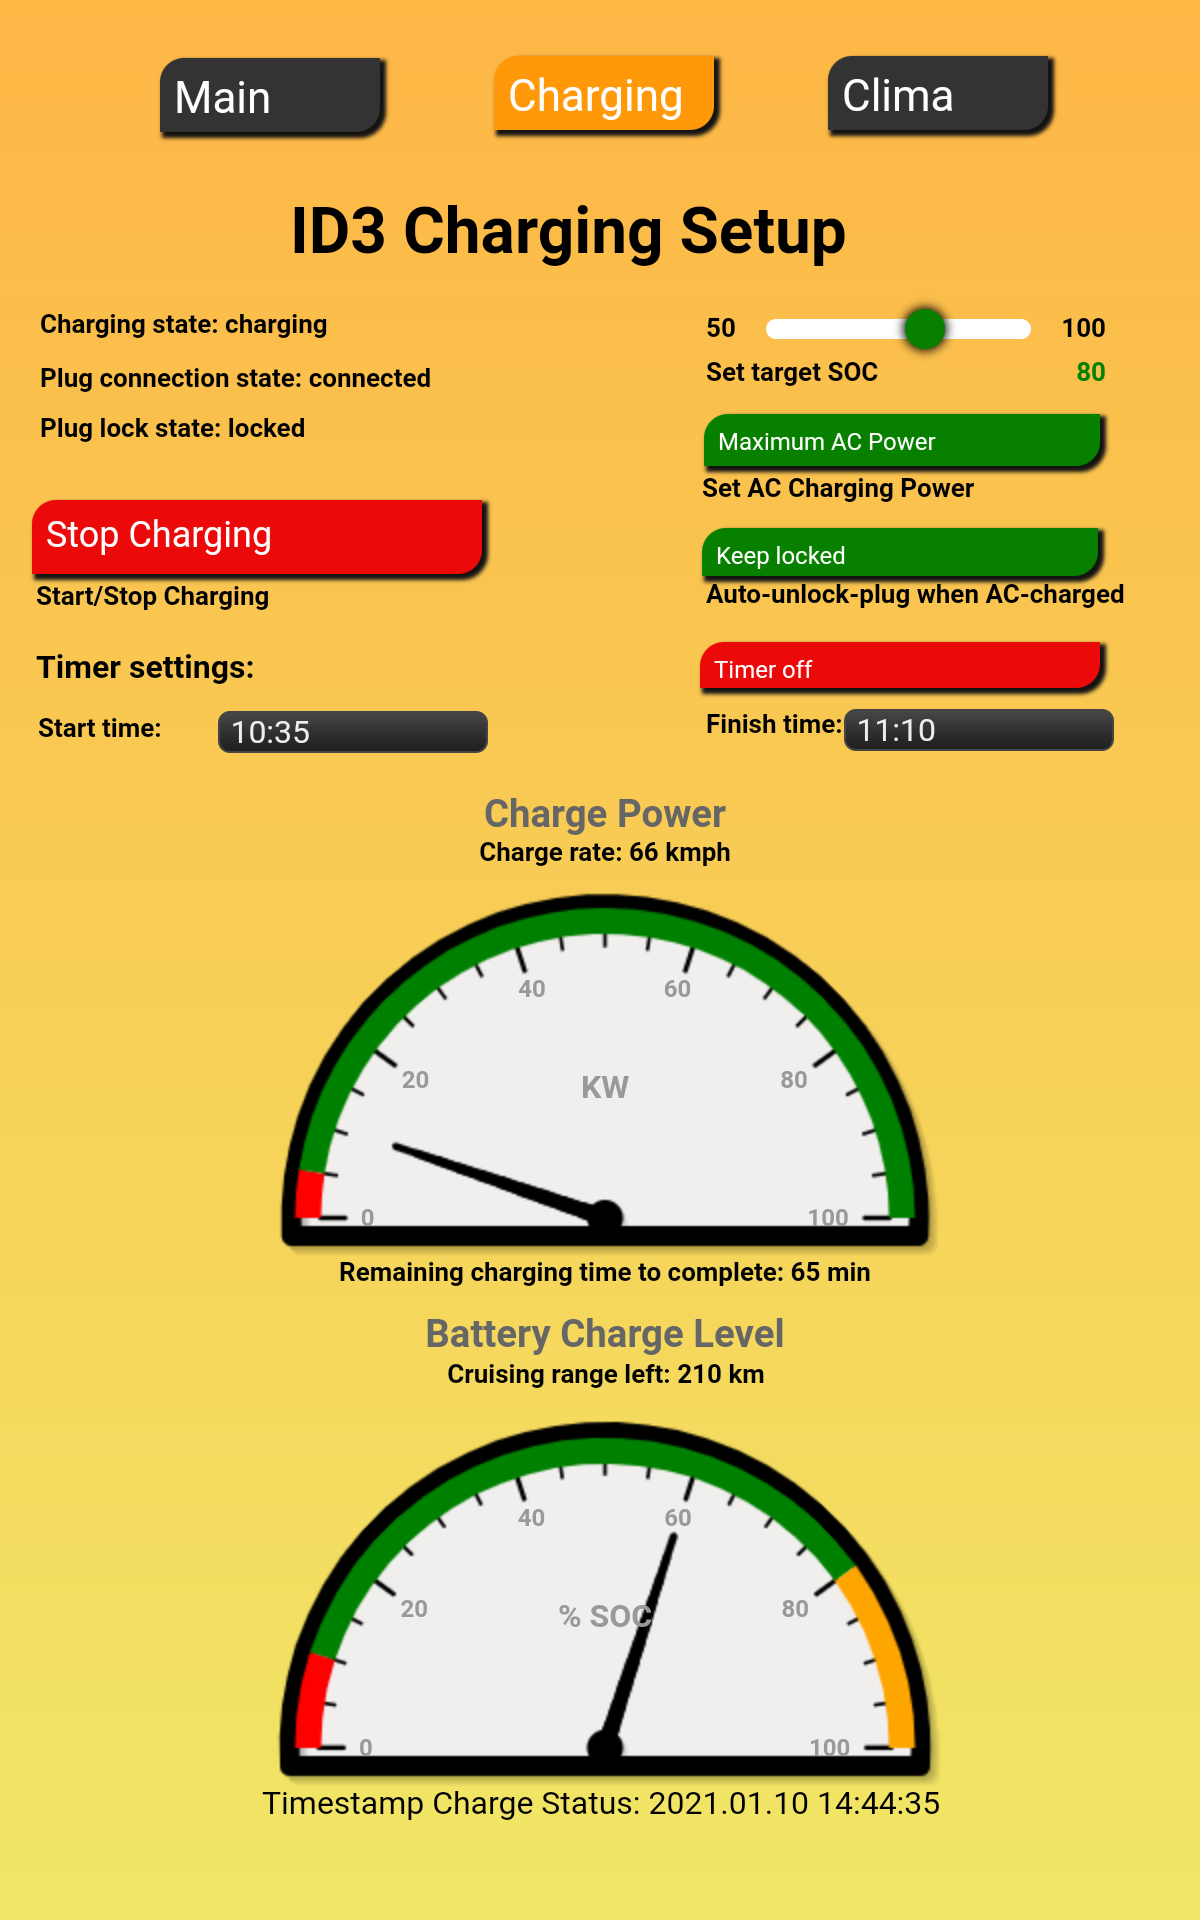 Main
Charging
Clima
ID3 Charging Setup
Charging state: charging
Plug connection state: connected
Plug lock state: locked
50
100
Set target SOC
80
Maximum AC Power
Set AC Charging Power
Stop Charging
Start/Stop Charging
Keep locked
Auto-unlock-plug when AC-charged
Timer settings:
Timer off
Start time:
10:35
Finish time:
11:10
Charge Power
Charge rate: 66 kmph
40
60
20
80
KW
0
100
Remaining charging time to complete: 65 min
Battery Charge Level
Cruising range left: 210 km
40
60
20
80
% SOC
0
100
Timestamp Charge Status: 2021.01.10 14:44:35